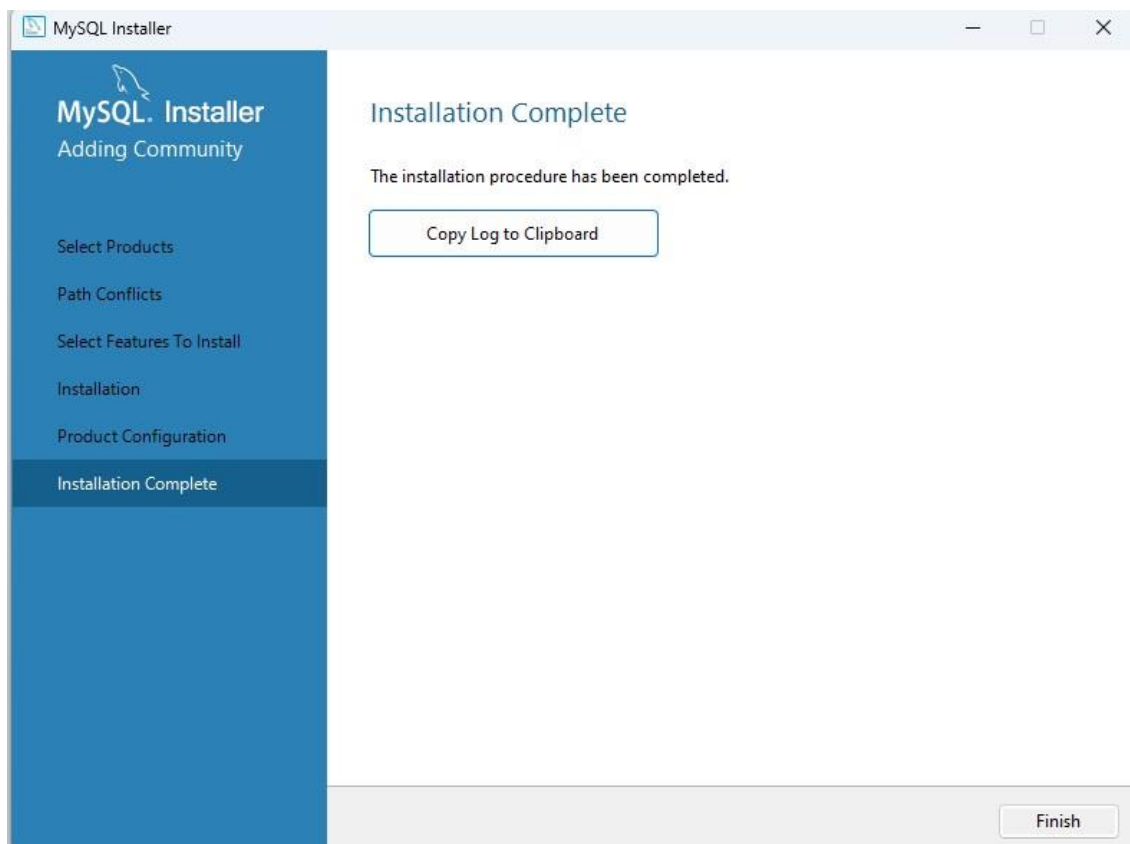 MySQL Installer
MySQL. Installer
Adding Community
Select Products
Path Conflicts
Select Features To Install
Installation
Product Configuration
Installation Complete
Installation Complete
The installation procedure has been completed.
Copy Log to Clipboard
Finish